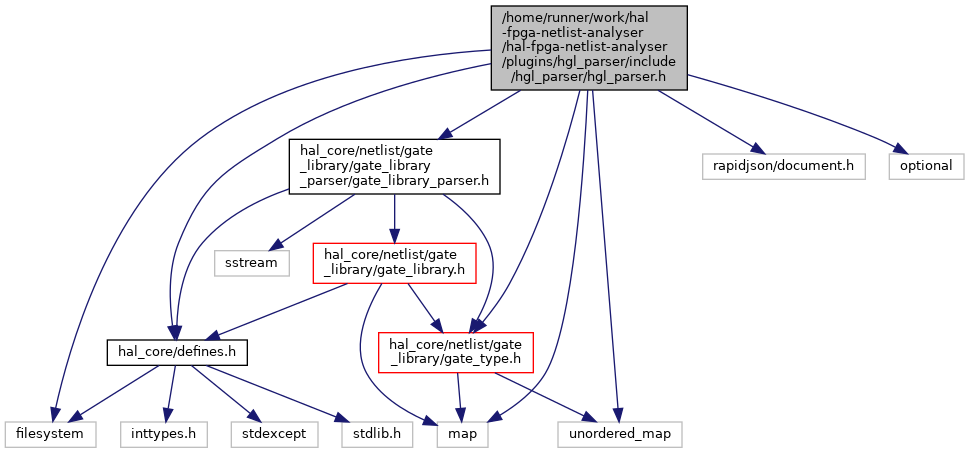 /home/runner/work/hal
-fpga-netlist-analyser
/hal-fpga-netlist-analyser
/plugins/hgl_parser/include
/hgl_parser/hgl_parser.h
hal_core/netlist/gate
_library/gate_library
_parser/gate_library_parser.h
rapidjson/document.h
optional
sstream
hal_core/netlist/gate
_library/gate_library.h
hal_core/defines.h
hal_core/netlist/gate
_library/gate_type.h
filesystem
inttypes.h
stdexcept
stdlib.h
map
unordered_map